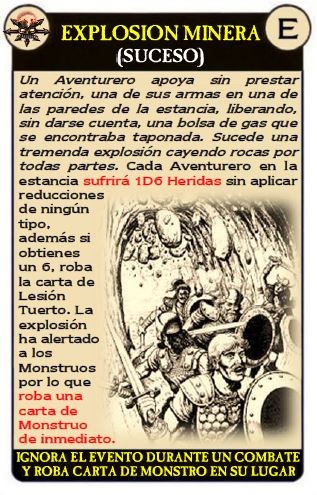 EXPLOSION MINERA
E
(SUCESO)
Un Aventurero apoya sin prestar
atención, una de sus armas en una de
las paredes de la estancia, liberando,
sin darse cuenta, una bolsa de gas que
se encontraba taponada. Sucede una
tremenda explosión cayendo rocas por
todas partes. Cada Aventurero en la
estancia sufrirá 1D6 Heridas sin aplicar
reducciones
de ningún
tipo,
además si
obtienes
un 6, roba
la carta de
Lesión
Tuerto. La
explosión
ha alertado
a los
Monstruos
por lo que
roba una
carta de
Monstruo
de inmediato.
IGNORA EL EVENTO DURANTE UN COMBATE
Y ROBA CARTA DE MONSTRO EN SU LUGAR